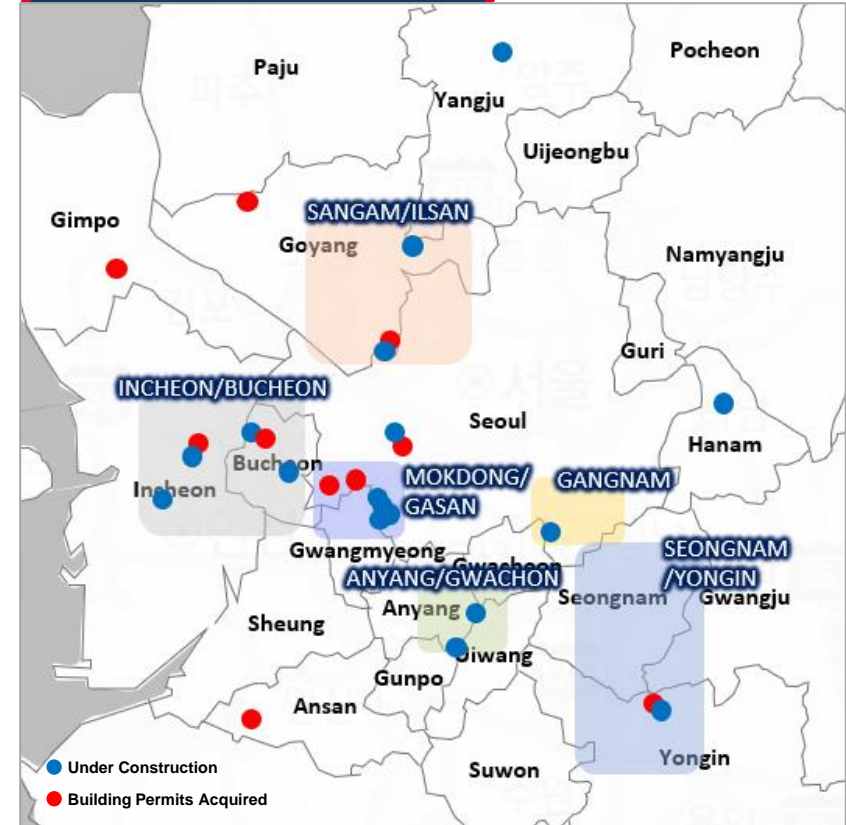 Pocheon
Paju
Yangju
Uijeongbu
SANGAM/ILSAN
Gimpo
Goyang
Namyangju
서울
Guri
INCHEON/BUCHEON
Seoul
Hanam
Bucheon
MOKDONG/
GASAN
GANGNAM
Incheon
Gwangmyeong
Gwacheon
SEONGNAM
/YONGIN
ANYANG/GWACHON
Seongnam
Gwangju
Anyang
Sheung
Uiwang
Gunpo
Ansan
Yongin
Suwon
Under Construction
Building Permits Acquired